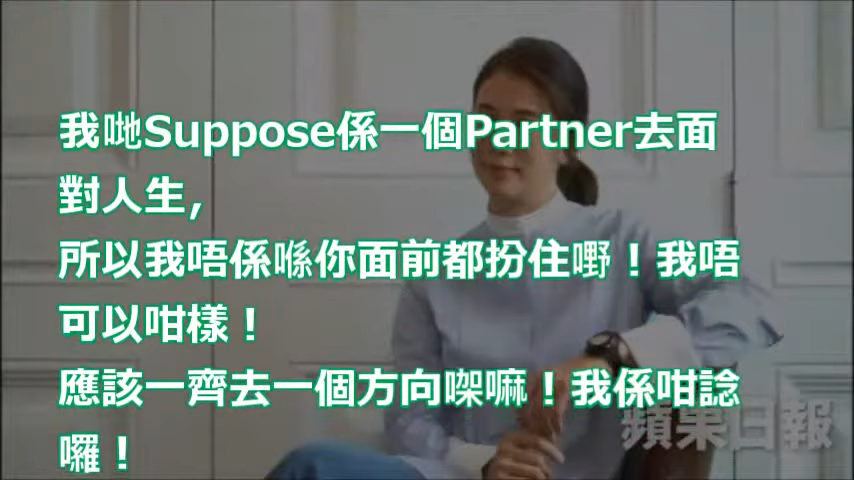 我哋Suppose係一個Partner去面
對人生，
所以我唔係喺你面前都扮住嘢！我唔
可以咁樣！
應該一齊去一個方向㗎嘛！我係咁諗
囉！
蘋果日報